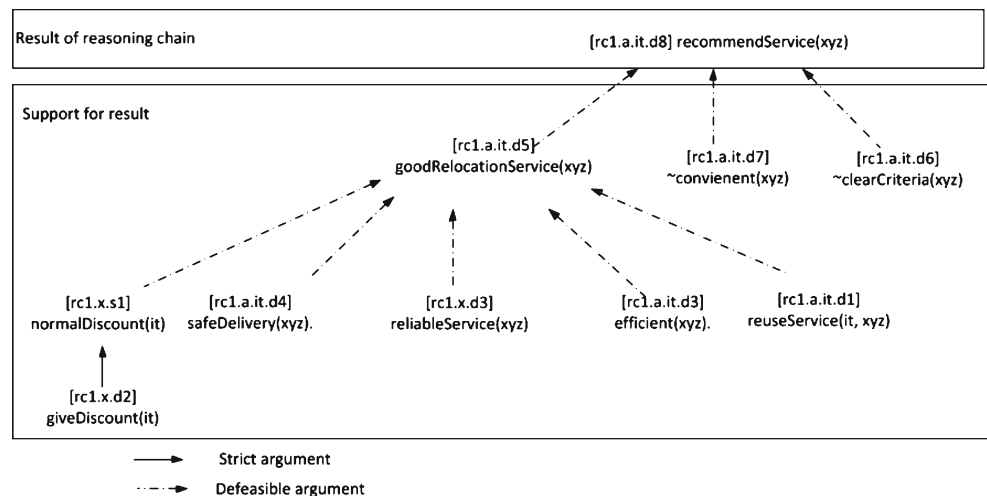 Result of reasoning chain
[rc1.a.it.d8] recommendService(xyz)
Support for result
[rc1.a.it.d5]
goodRelocationService(xyz)
[rc1.a.it.d7]
~convienent(xyz)
[rc1.a.it.d6]
~clearCriteria(xyz)
[rc1.x.s1]
normalDiscount(it)
[rc1.a.it.d4]
safeDelivery(xyz).
[rc1.x.d3]
reliableService(xyz)
[rc1.a.it.d3]
efficient(xyz).
[rc1.a.it.d1]
reuseService(it, xyz)
[rc1.x.d2]
giveDiscount(it)
Strict argument
Defeasible argument